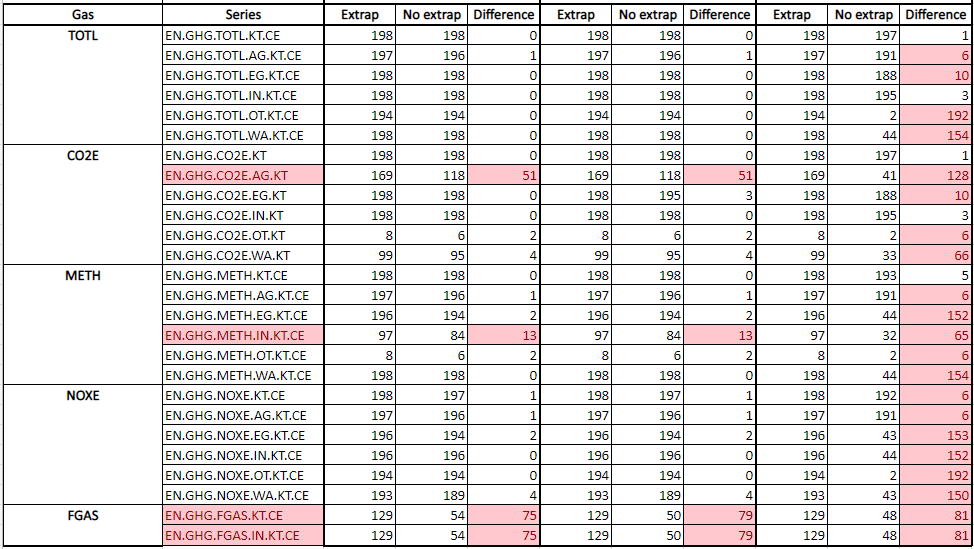 Gas Series Extrap No extrap Difference Extrap No extrap Difference Extrap No extrap Difference
TOTL EN.GHG.TOTL.KT.CE 198 198 0 198 198 0 198 197 1
EN.GHG.TOTL.AG.KT.CE 197 196 1 197 196 1 197 191 6
EN.GHG.TOTL.EG.KT.CE 198 198 0 198 198 0 198 188 10
EN.GHG.TOTL.IN.KT.CE 198 198 0 198 198 0 198 195 3
EN.GHG.TOTL.OT.KT.CE 194 194 0 194 194 0 194 2 192
EN.GHG.TOTL.WA.KT.CE 198 198 0 198 198 0 198 44 154
CO2E EN.GHG.CO2E.KT 198 198 0 198 198 0 198 197 1
EN.GHG.CO2E.AG.KT 169 118 51 169 118 51 169 41 128
EN.GHG.CO2E.EG.KT 198 198 0 198 195 3 198 188 10
EN.GHG.CO2E.IN.KT 198 198 0 198 198 0 198 195 3
EN.GHG.CO2E.OT.KT 8 6 2 8 6 2 8 2 6
EN.GHG.CO2E.WA.KT 99 95 4 99 95 4 99 33 66
METH EN.GHG.METH.KT.CE 198 198 0 198 198 0 198 193 5
EN.GHG.METH.AG.KT.CE 197 196 1 197 196 1 197 191 6
EN.GHG.METH.EG.KT.CE 196 194 2 196 194 2 196 44 152
EN.GHG.METH.IN.KT.CE 97 84 13 97 84 13 97 32 65
EN.GHG.METH.OT.KT.CE 8 6 2 8 6 2 8 2 6
EN.GHG.METH.WA.KT.CE 198 198 0 198 198 0 198 44 154
NOXE EN.GHG.NOXE.KT.CE 198 197 1 198 197 1 198 192 6
EN.GHG.NOXE.AG.KT.CE 197 196 1 197 196 1 197 191 6
EN.GHG.NOXE.EG.KT.CE 196 194 2 196 194 2 196 43 153
EN.GHG.NOXE.IN.KT.CE 196 196 0 196 196 0 196 44 152
EN.GHG.NOXE.OT.KT.CE 194 194 0 194 194 0 194 2 192
EN.GHG.NOXE.WA.KT.CE 193 189 4 193 189 4 193 43 150
FGAS EN.GHG.FGAS.KT.CE 129 54 75 129 50 79 129 48 81
EN.GHG.FGAS.IN.KT.CE 129 54 75 129 50 79 129 48 81